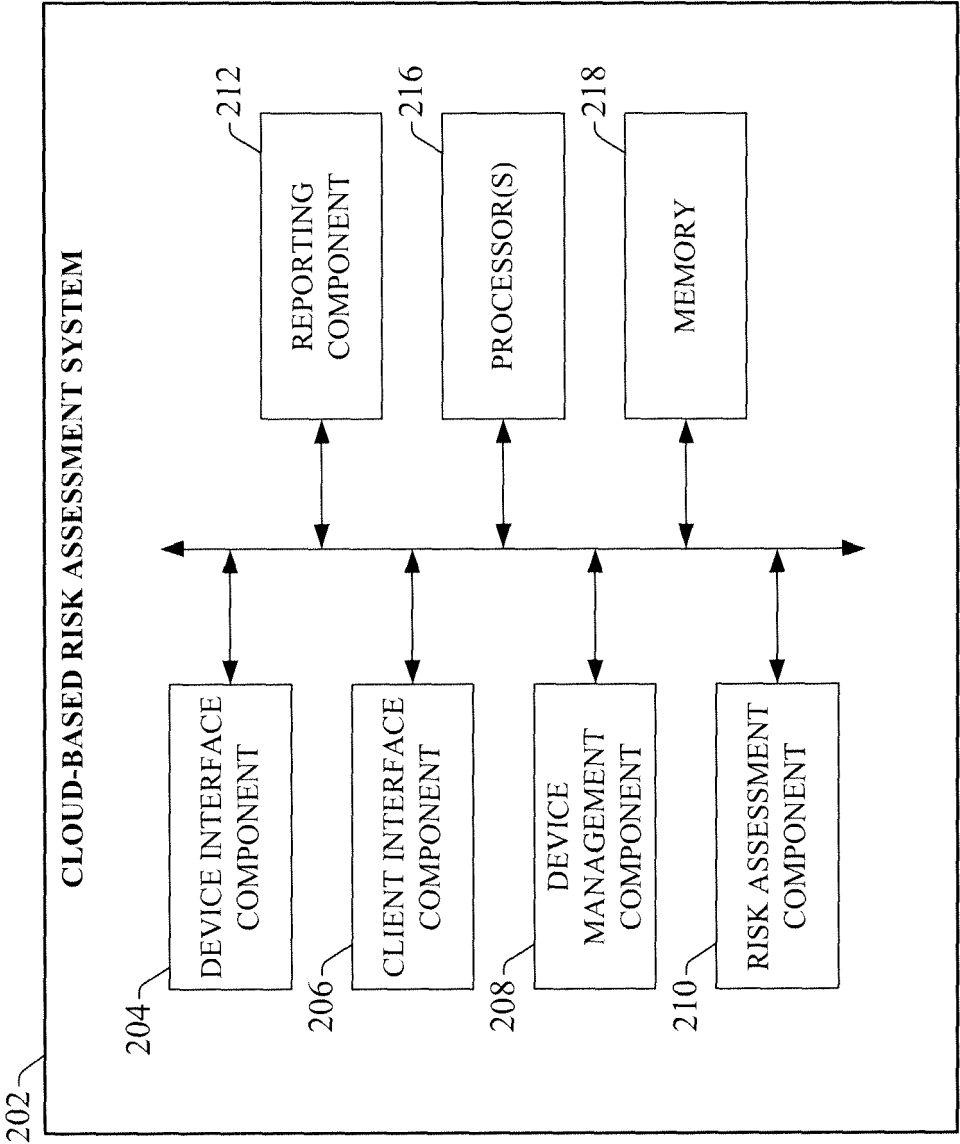 202
CLOUD-BASED RISK ASSESSMENT SYSTEM
204
DEVICE INTERFACE
COMPONENT
206
CLIENT INTERFACE
COMPONENT
208
DEVICE
MANAGEMENT
COMPONENT
210
RISK ASSESSMENT
COMPONENT
212
REPORTING
COMPONENT
216
PROCESSOR(S)
218
MEMORY